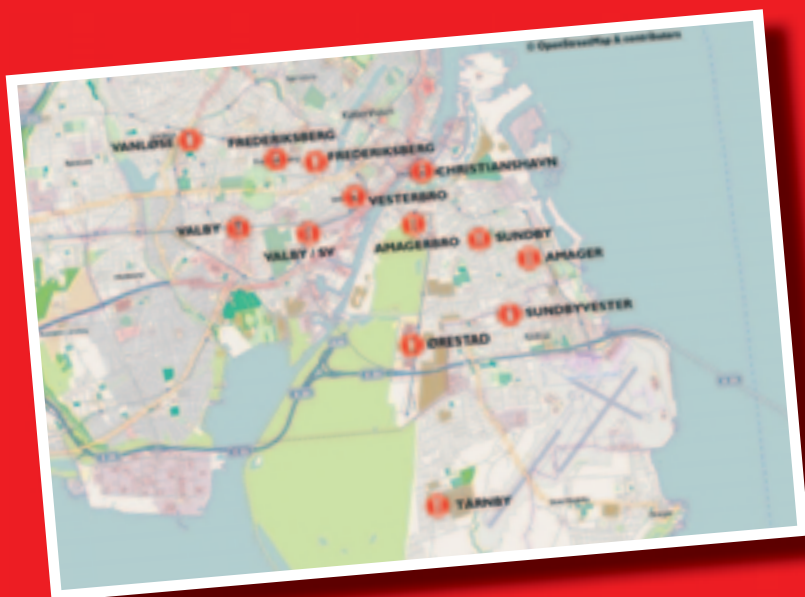 © OpenStreetMap & contributors
VANLØSE
FREDERIKSBERG
FREDERIKSBERG
CHRISTIANSHAVN
VESTERBRO
VALBY
VALBY / SV
AMAGERBRO
SUNDBY
AMAGER
SUNDBYVESTER
ØRESTAD
TÅRNBY